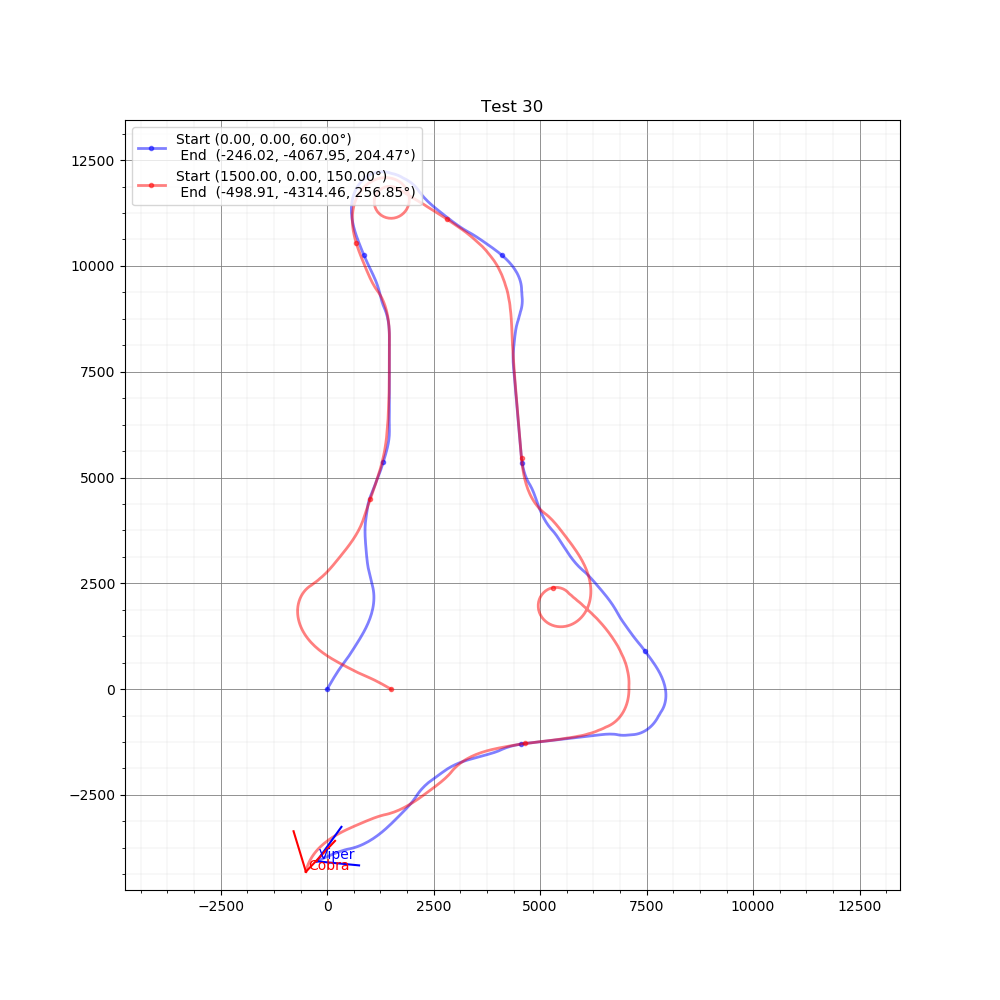 Test 30
Start (0.00, 0.00, 60.00°)
End (-246.02, -4067.95, 204.47°)
Start (1500.00, 0.00, 150.00°)
End (-498.91, -4314.46, 256.85°)
12500
10000
7500
5000
2500
0
−2500
Viper
Cobra
−2500 0 2500 5000 7500 10000 12500